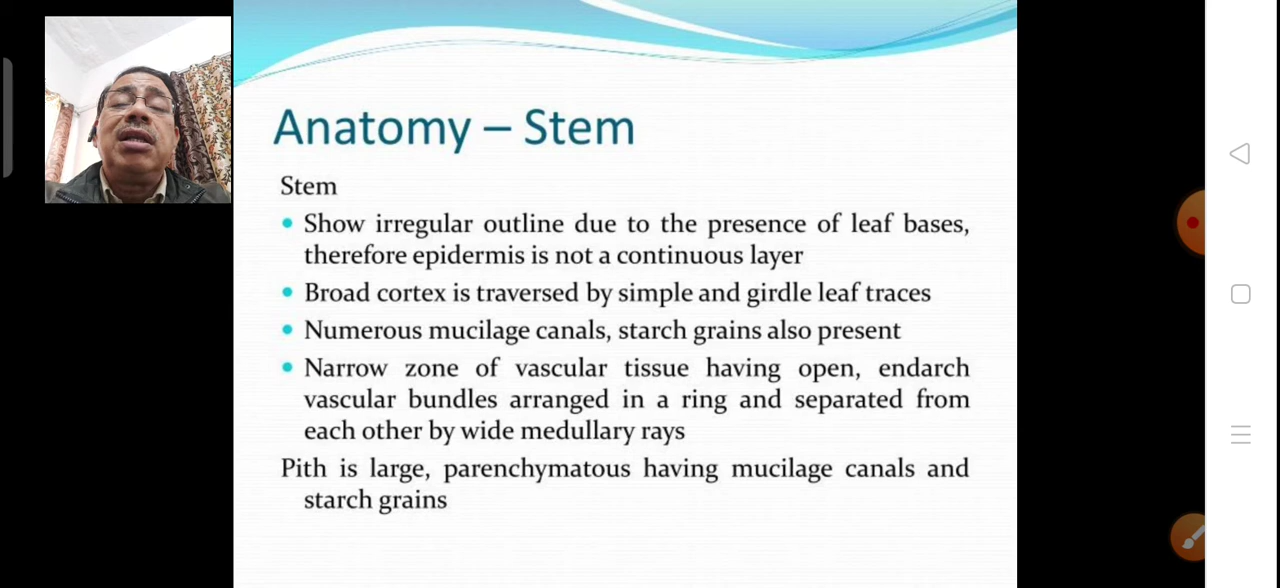 Anatomy – Stem
Stem
• Show irregular outline due to the presence of leaf bases,
therefore epidermis is not a continuous layer
• Broad cortex is traversed by simple and girdle leaf traces
• Numerous mucilage canals, starch grains also present
• Narrow zone of vascular tissue having open, endarch
vascular bundles arranged in a ring and separated from
each other by wide medullary rays
Pith is large, parenchymatous having mucilage canals and
starch grains